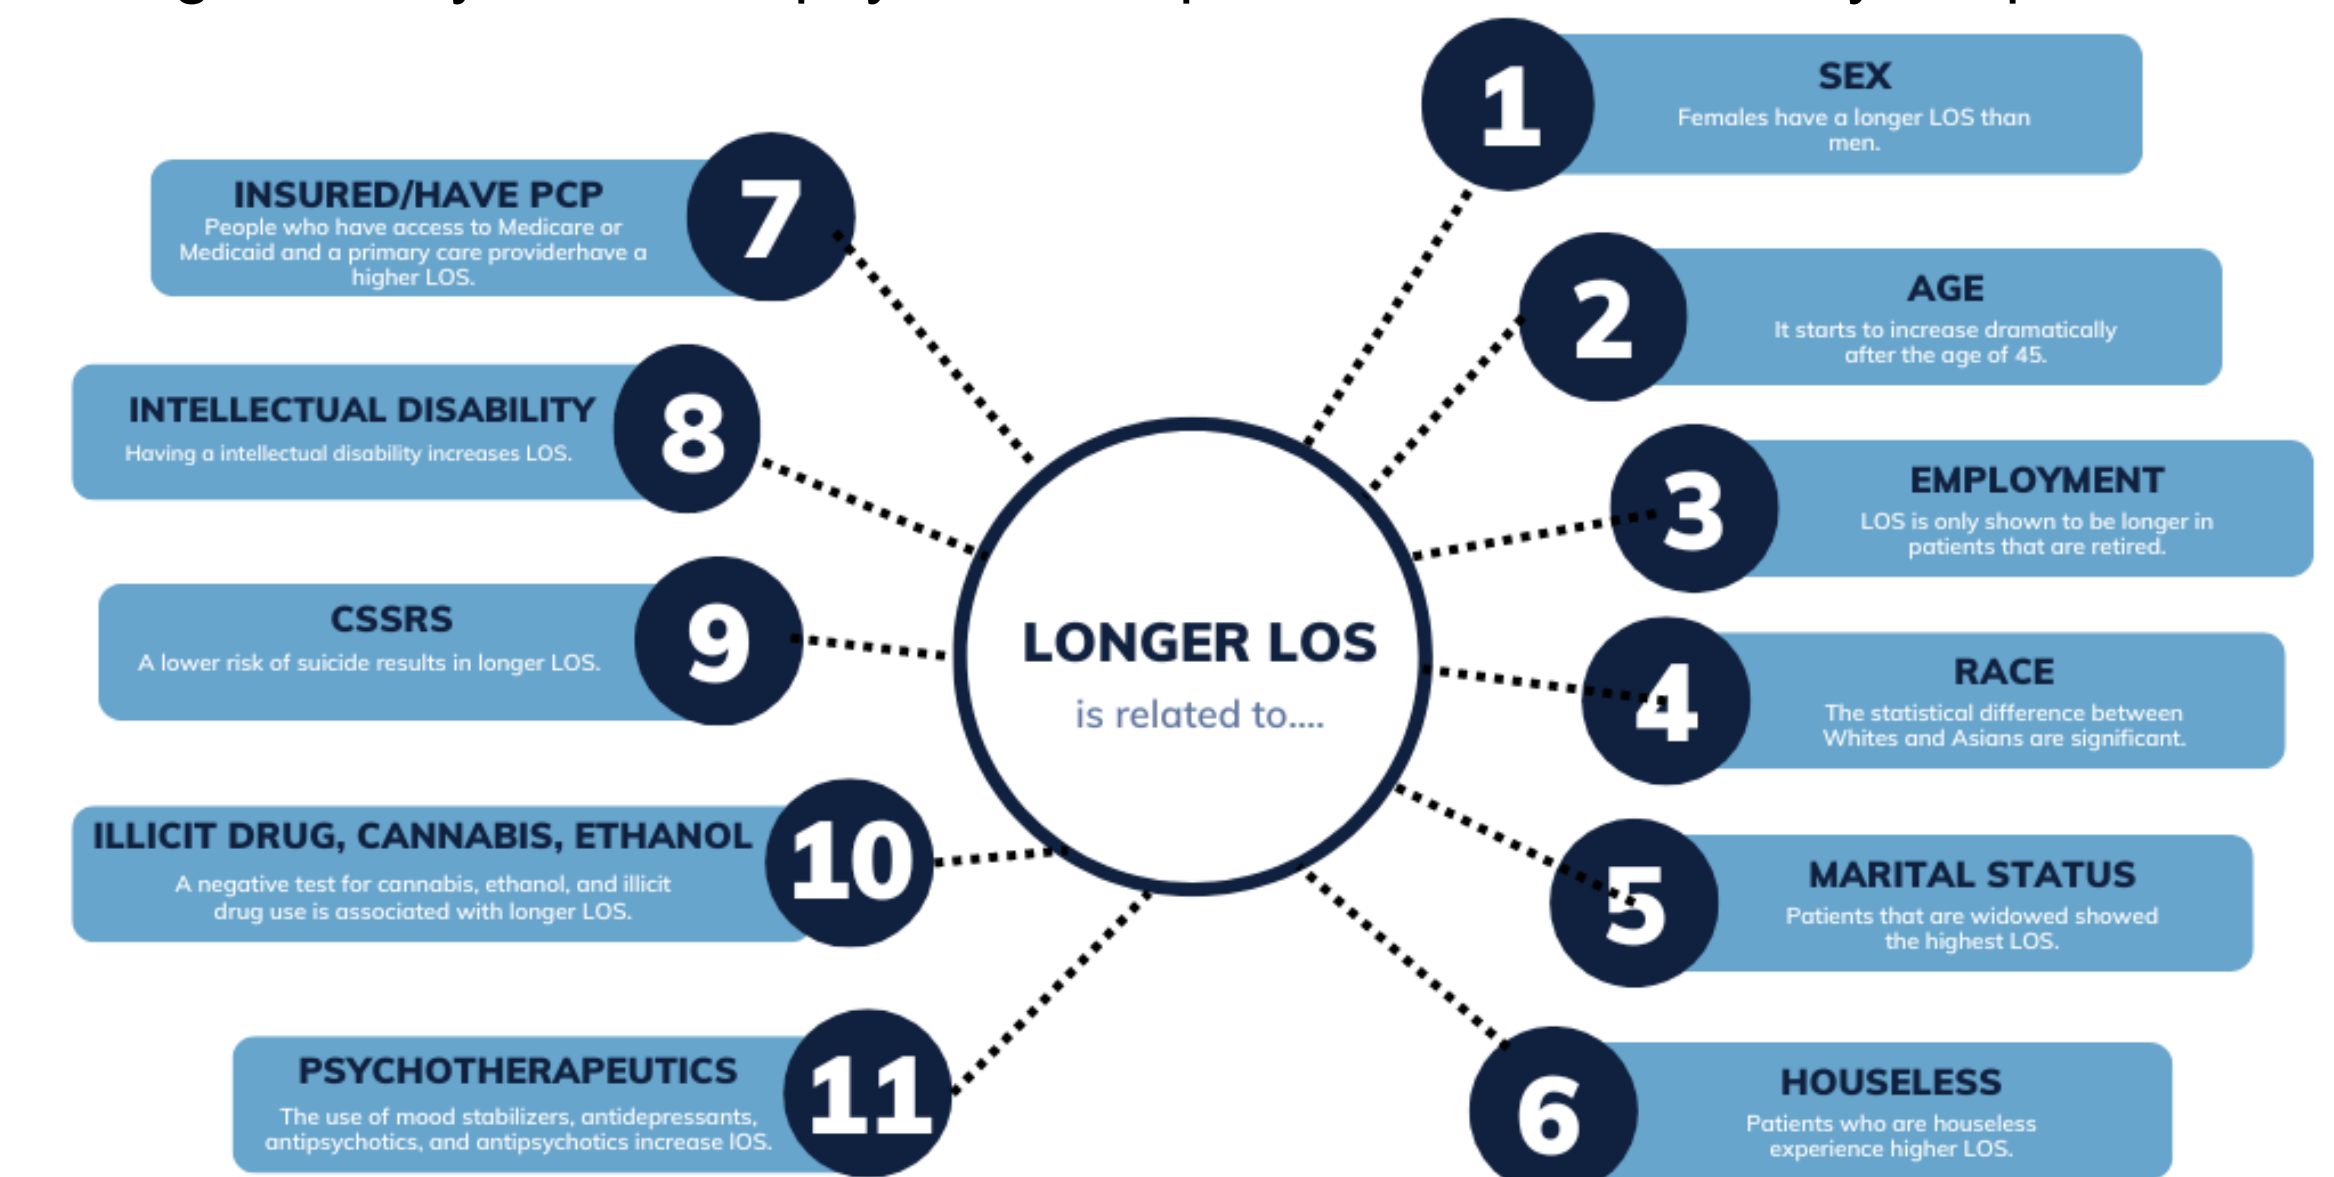 1
SEX
Females have a longer LOS than
men.
2
AGE
It starts to increase dramatically
after the age of 45.
3
EMPLOYMENT
LOS is only shown to be longer in
patients that are retired.
4
RACE
The statistical difference between
Whites and Asians are significant.
5
MARITAL STATUS
Patients that are widowed showed
the highest LOS.
6
HOUSELESS
Patients who are houseless
experience higher LOS.
7
INSURED/HAVE PCP
People who have access to Medicare or
Medicaid and a primary care providerhave a
higher LOS.
8
INTELLECTUAL DISABILITY
Having a intellectual disability increases LOS.
9
CSSRS
A lower risk of suicide results in longer LOS.
10
ILLICIT DRUG, CANNABIS, ETHANOL
A negative test for cannabis, ethanol, and illicit
drug use is associated with longer LOS.
11
PSYCHOTHERAPEUTICS
The use of mood stabilizers, antidepressants,
antipsychotics, and antipsychotics increase lOS.
LONGER LOS
is related to....